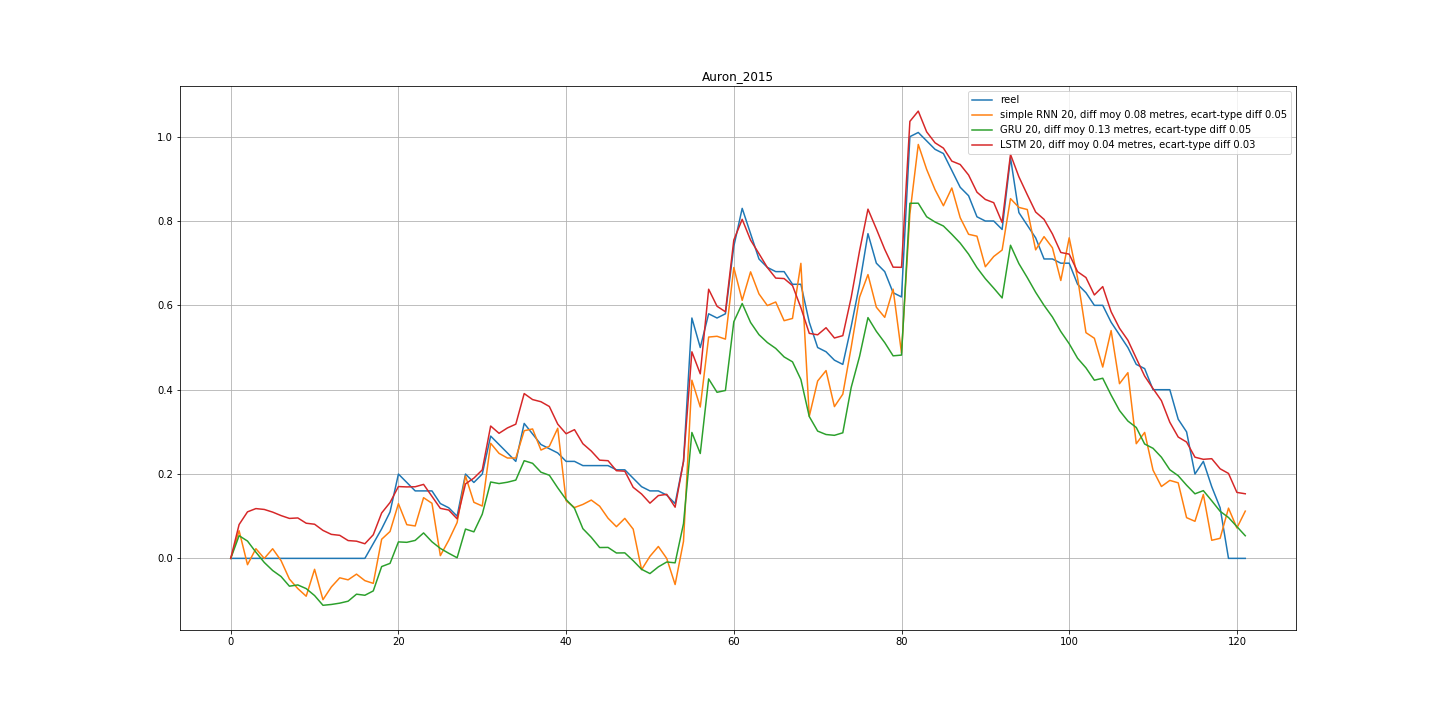 Auron_2015
reel
simple RNN 20, diff moy 0.08 metres, ecart-type diff 0.05
GRU 20, diff moy 0.13 metres, ecart-type diff 0.05
LSTM 20, diff moy 0.04 metres, ecart-type diff 0.03
1.0
0.8
0.6
0.4
0.2
0.0
0 20 40 60 80 100 120